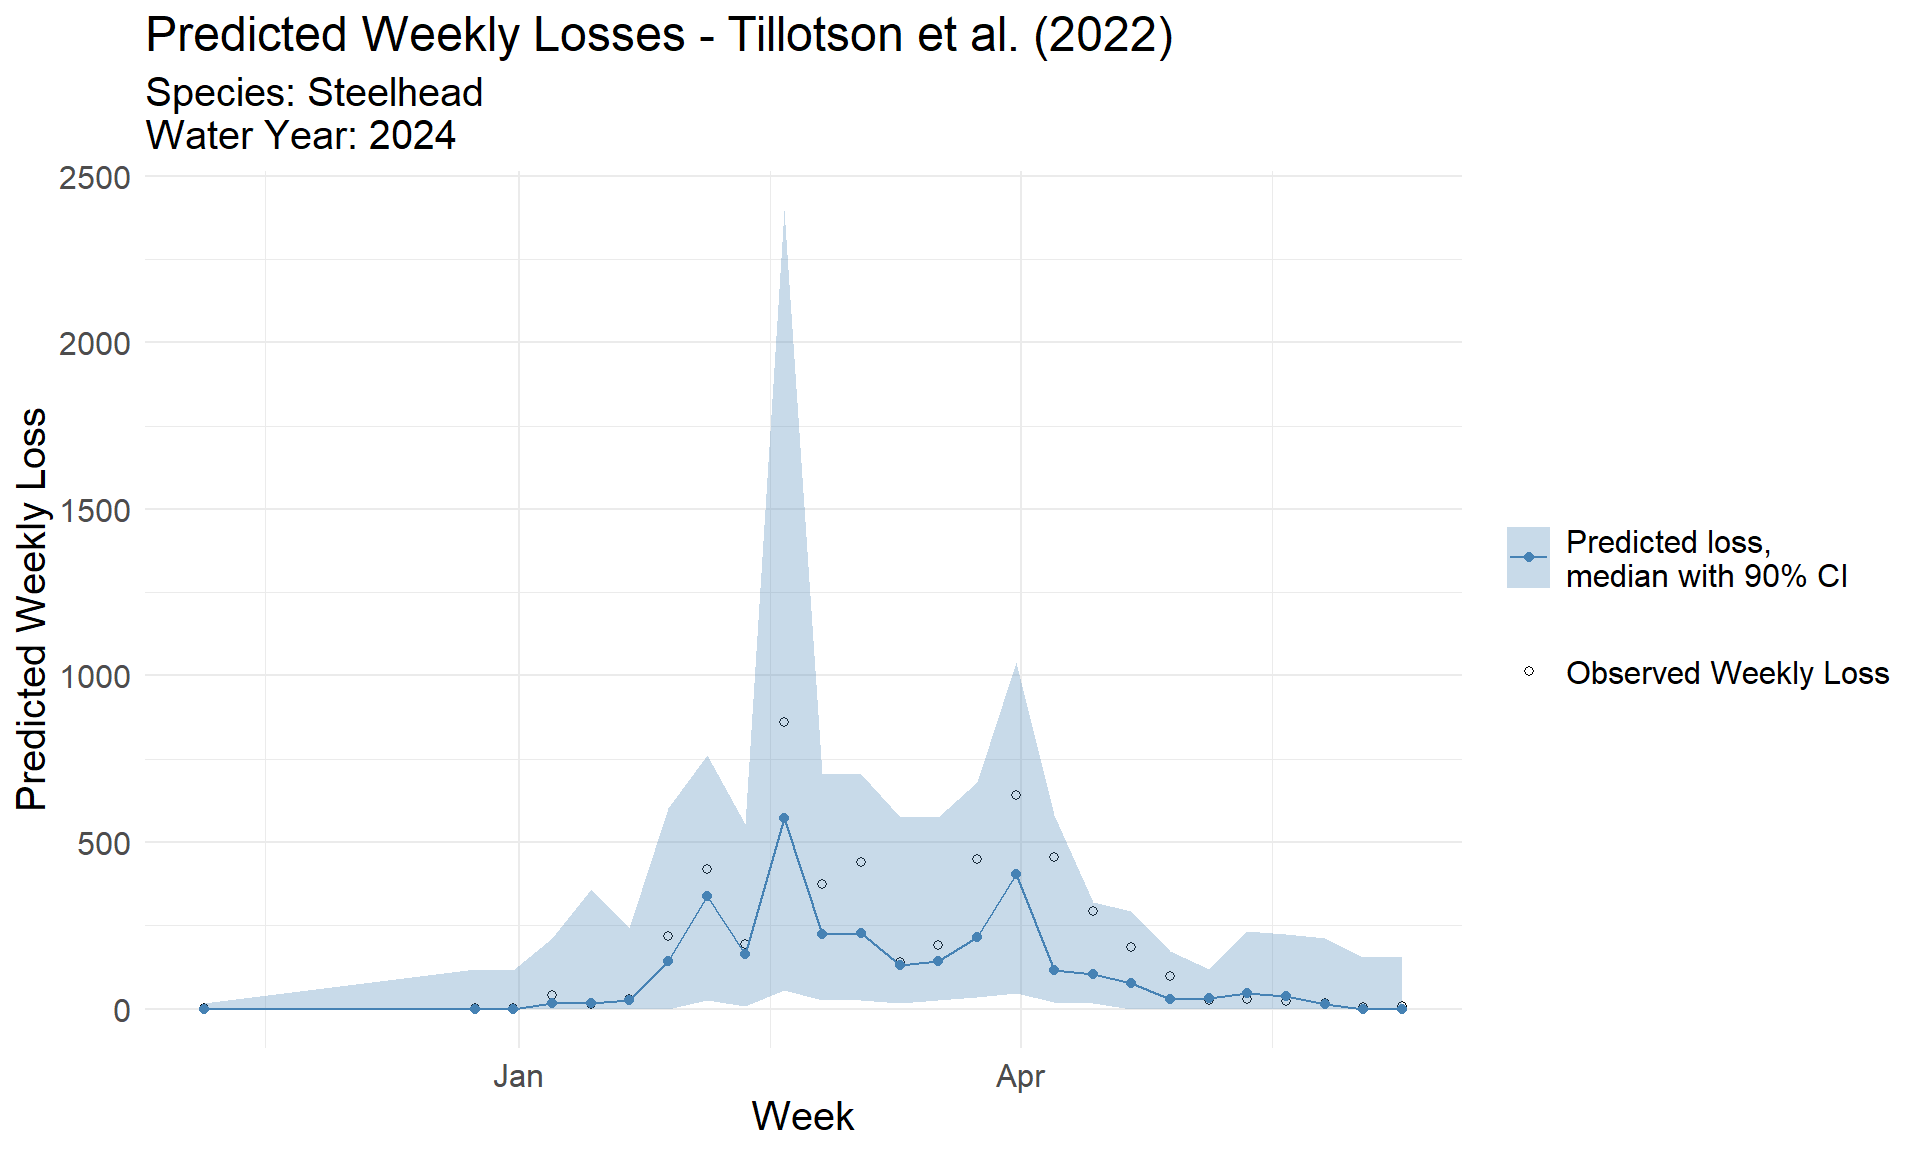 Predicted Weekly Losses - Tillotson et al. (2022)
Species: Steelhead
Water Year: 2024
Predicted Weekly Loss
2500
2000
1500
1000
500
0
Jan
Apr
Week
Predicted loss,
median with 90% CI
Observed Weekly Loss